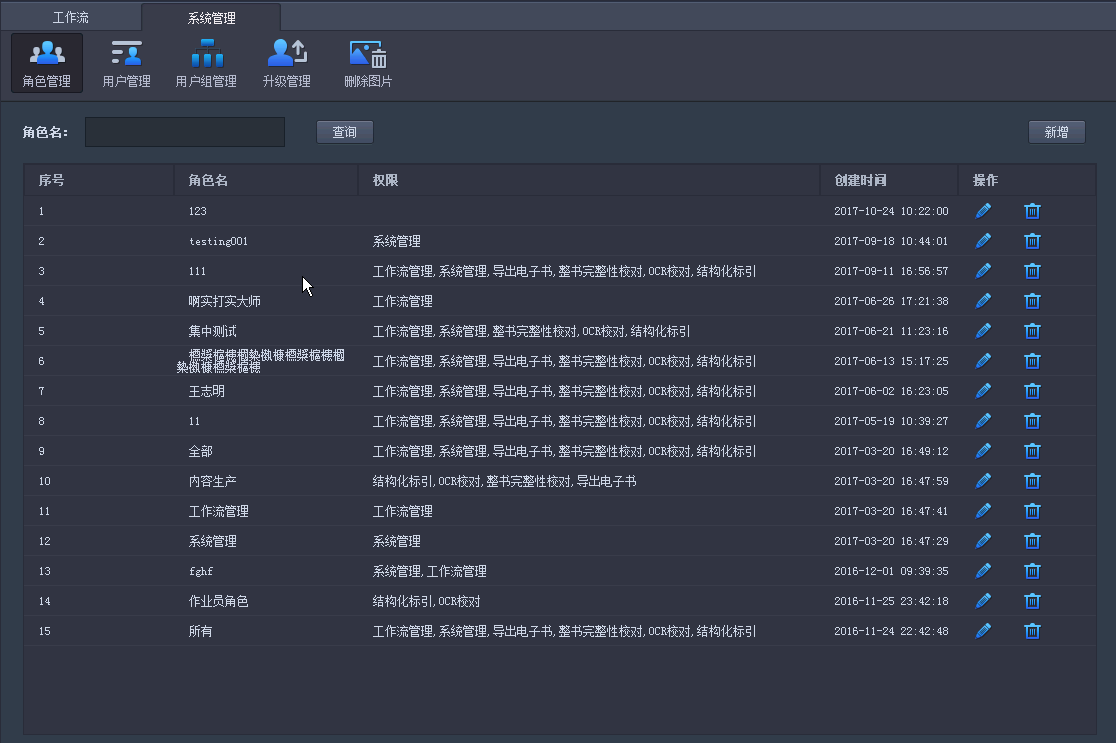 工作流 系统管理
角色管理 用户管理 用户组管理 升级管理 删除图片
角色名: 查询 新增
序号 角色名 权限 创建时间 操作
1 123 2017-10-24 10:22:00
2 testing001 系统管理 2017-09-18 10:44:01
3 111 工作流管理,系统管理,导出电子书,整书完整性校对,OCR校对,结构化标引 2017-09-11 16:56:57
4 啊实打实大师 工作流管理 2017-06-26 17:21:38
5 集中测试 工作流管理,系统管理,整书完整性校对,OCR校对,结构化标引 2017-06-21 11:23:16
6 工作流管理,系统管理,导出电子书,整书完整性校对,OCR校对,结构化标引 2017-06-13 15:17:25
7 王志明 工作流管理,系统管理,导出电子书,整书完整性校对,OCR校对,结构化标引 2017-06-02 16:23:05
8 11 工作流管理,系统管理,导出电子书,整书完整性校对,OCR校对,结构化标引 2017-05-19 10:39:27
9 全部 工作流管理,系统管理,导出电子书,整书完整性校对,OCR校对,结构化标引 2017-03-20 16:49:12
10 内容生产 结构化标引,OCR校对,整书完整性校对,导出电子书 2017-03-20 16:47:59
11 工作流管理 工作流管理 2017-03-20 16:47:41
12 系统管理 系统管理 2017-03-20 16:47:29
13 fghf 系统管理,工作流管理 2016-12-01 09:39:35
14 作业员角色 结构化标引,OCR校对 2016-11-25 23:42:18
15 所有 工作流管理,系统管理,导出电子书,整书完整性校对,OCR校对,结构化标引 2016-11-24 22:42:48